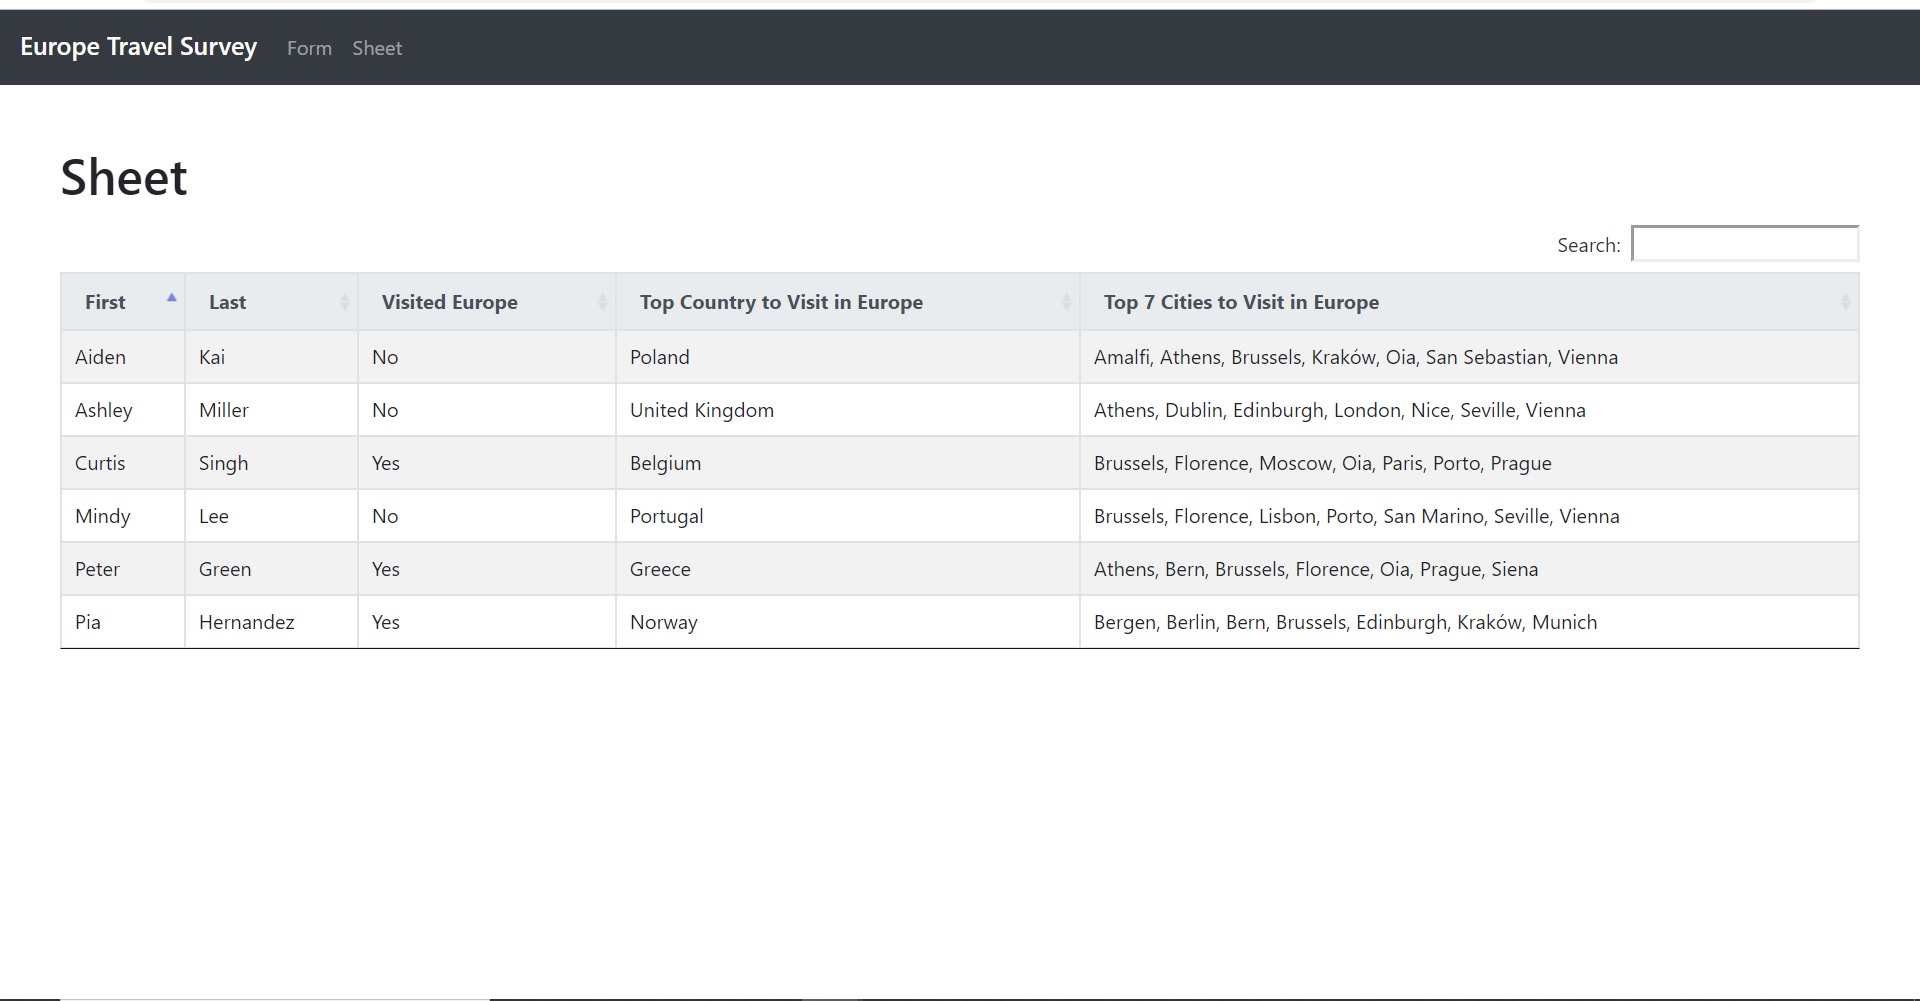 Europe Travel Survey Form Sheet
Sheet
Search:
First Last Visited Europe Top Country to Visit in Europe Top 7 Cities to Visit in Europe
Aiden Kai No Poland Amalfi, Athens, Brussels, Kraków, Oia, San Sebastian, Vienna
Ashley Miller No United Kingdom Athens, Dublin, Edinburgh, London, Nice, Seville, Vienna
Curtis Singh Yes Belgium Brussels, Florence, Moscow, Oia, Paris, Porto, Prague
Mindy Lee No Portugal Brussels, Florence, Lisbon, Porto, San Marino, Seville, Vienna
Peter Green Yes Greece Athens, Bern, Brussels, Florence, Oia, Prague, Siena
Pia Hernandez Yes Norway Bergen, Berlin, Bern, Brussels, Edinburgh, Kraków, Munich